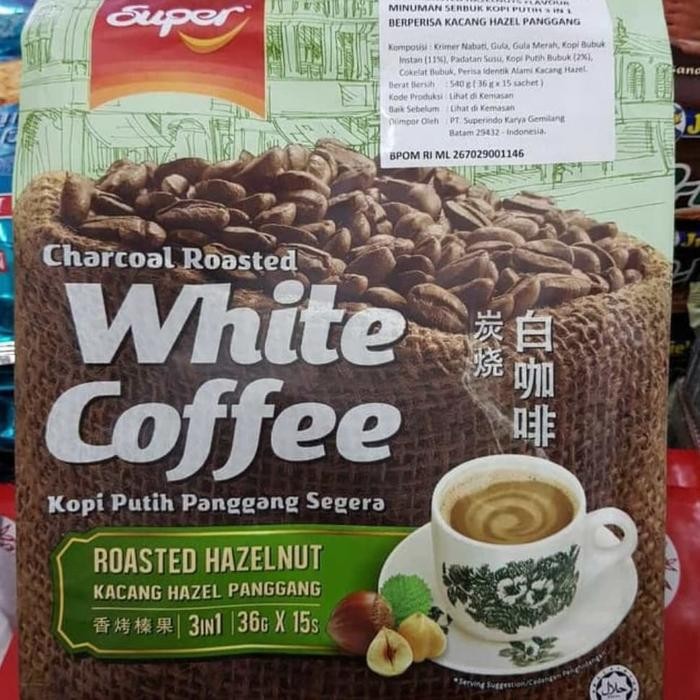 Super
MINUMAN SERBUK KOPI PUTIH 3 IN 1
BERPERISA KACANG HAZEL PANGGANG
Komposisi : Krimer Nabati, Gula, Gula Merah, Kopi Bubuk
Instan (11%), Padatan Susu, Kopi Putih Bubuk (2%),
Cokelat Bubuk, Perisa Identik Alami Kacang Hazel.
Berat Bersih : 540 g ( 36 g x 15 sachet )
Kode Produksi : Lihat di Kemasan
Baik Sebelum : Lihat di Kemasan
Diimpor Oleh : PT. Superindo Karya Gemilang
Batam 29432 - Indonesia.
BPOM RI ML 267029001146
Charcoal Roasted
White
Coffee
炭烧
白咖啡
Kopi Putih Panggang Segera
ROASTED HAZELNUT
KACANG HAZEL PANGGANG
香烤榛果 | 3IN1 | 36G X 15S
*Serving Suggestion/Cadangan Penghidangan